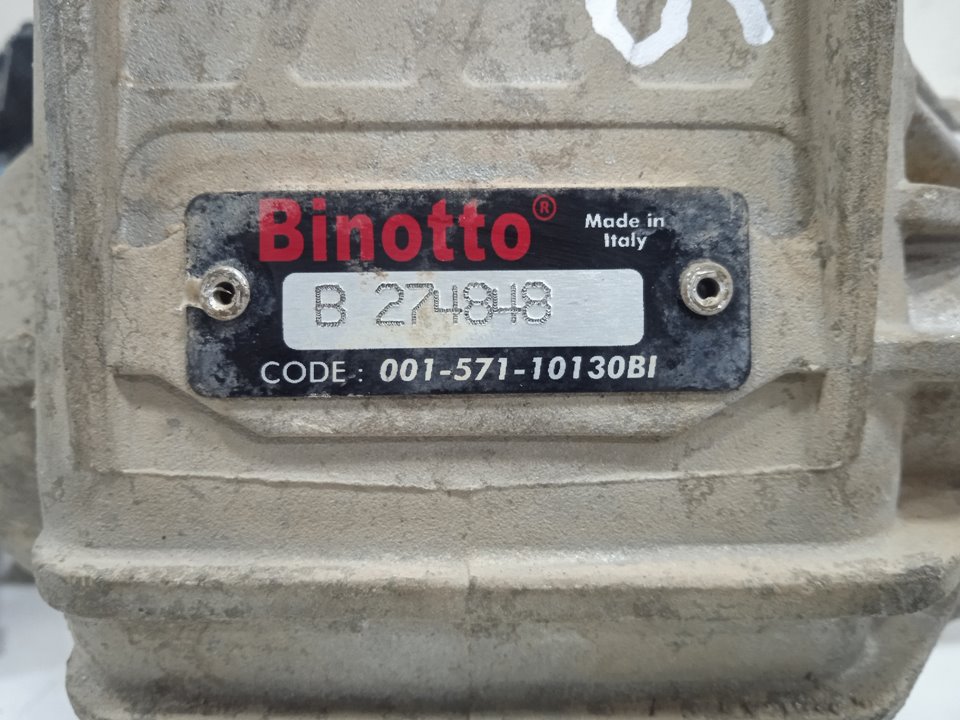 Binotto®
Made in
Italy
B 274848
CODE : 001-571-10130BI